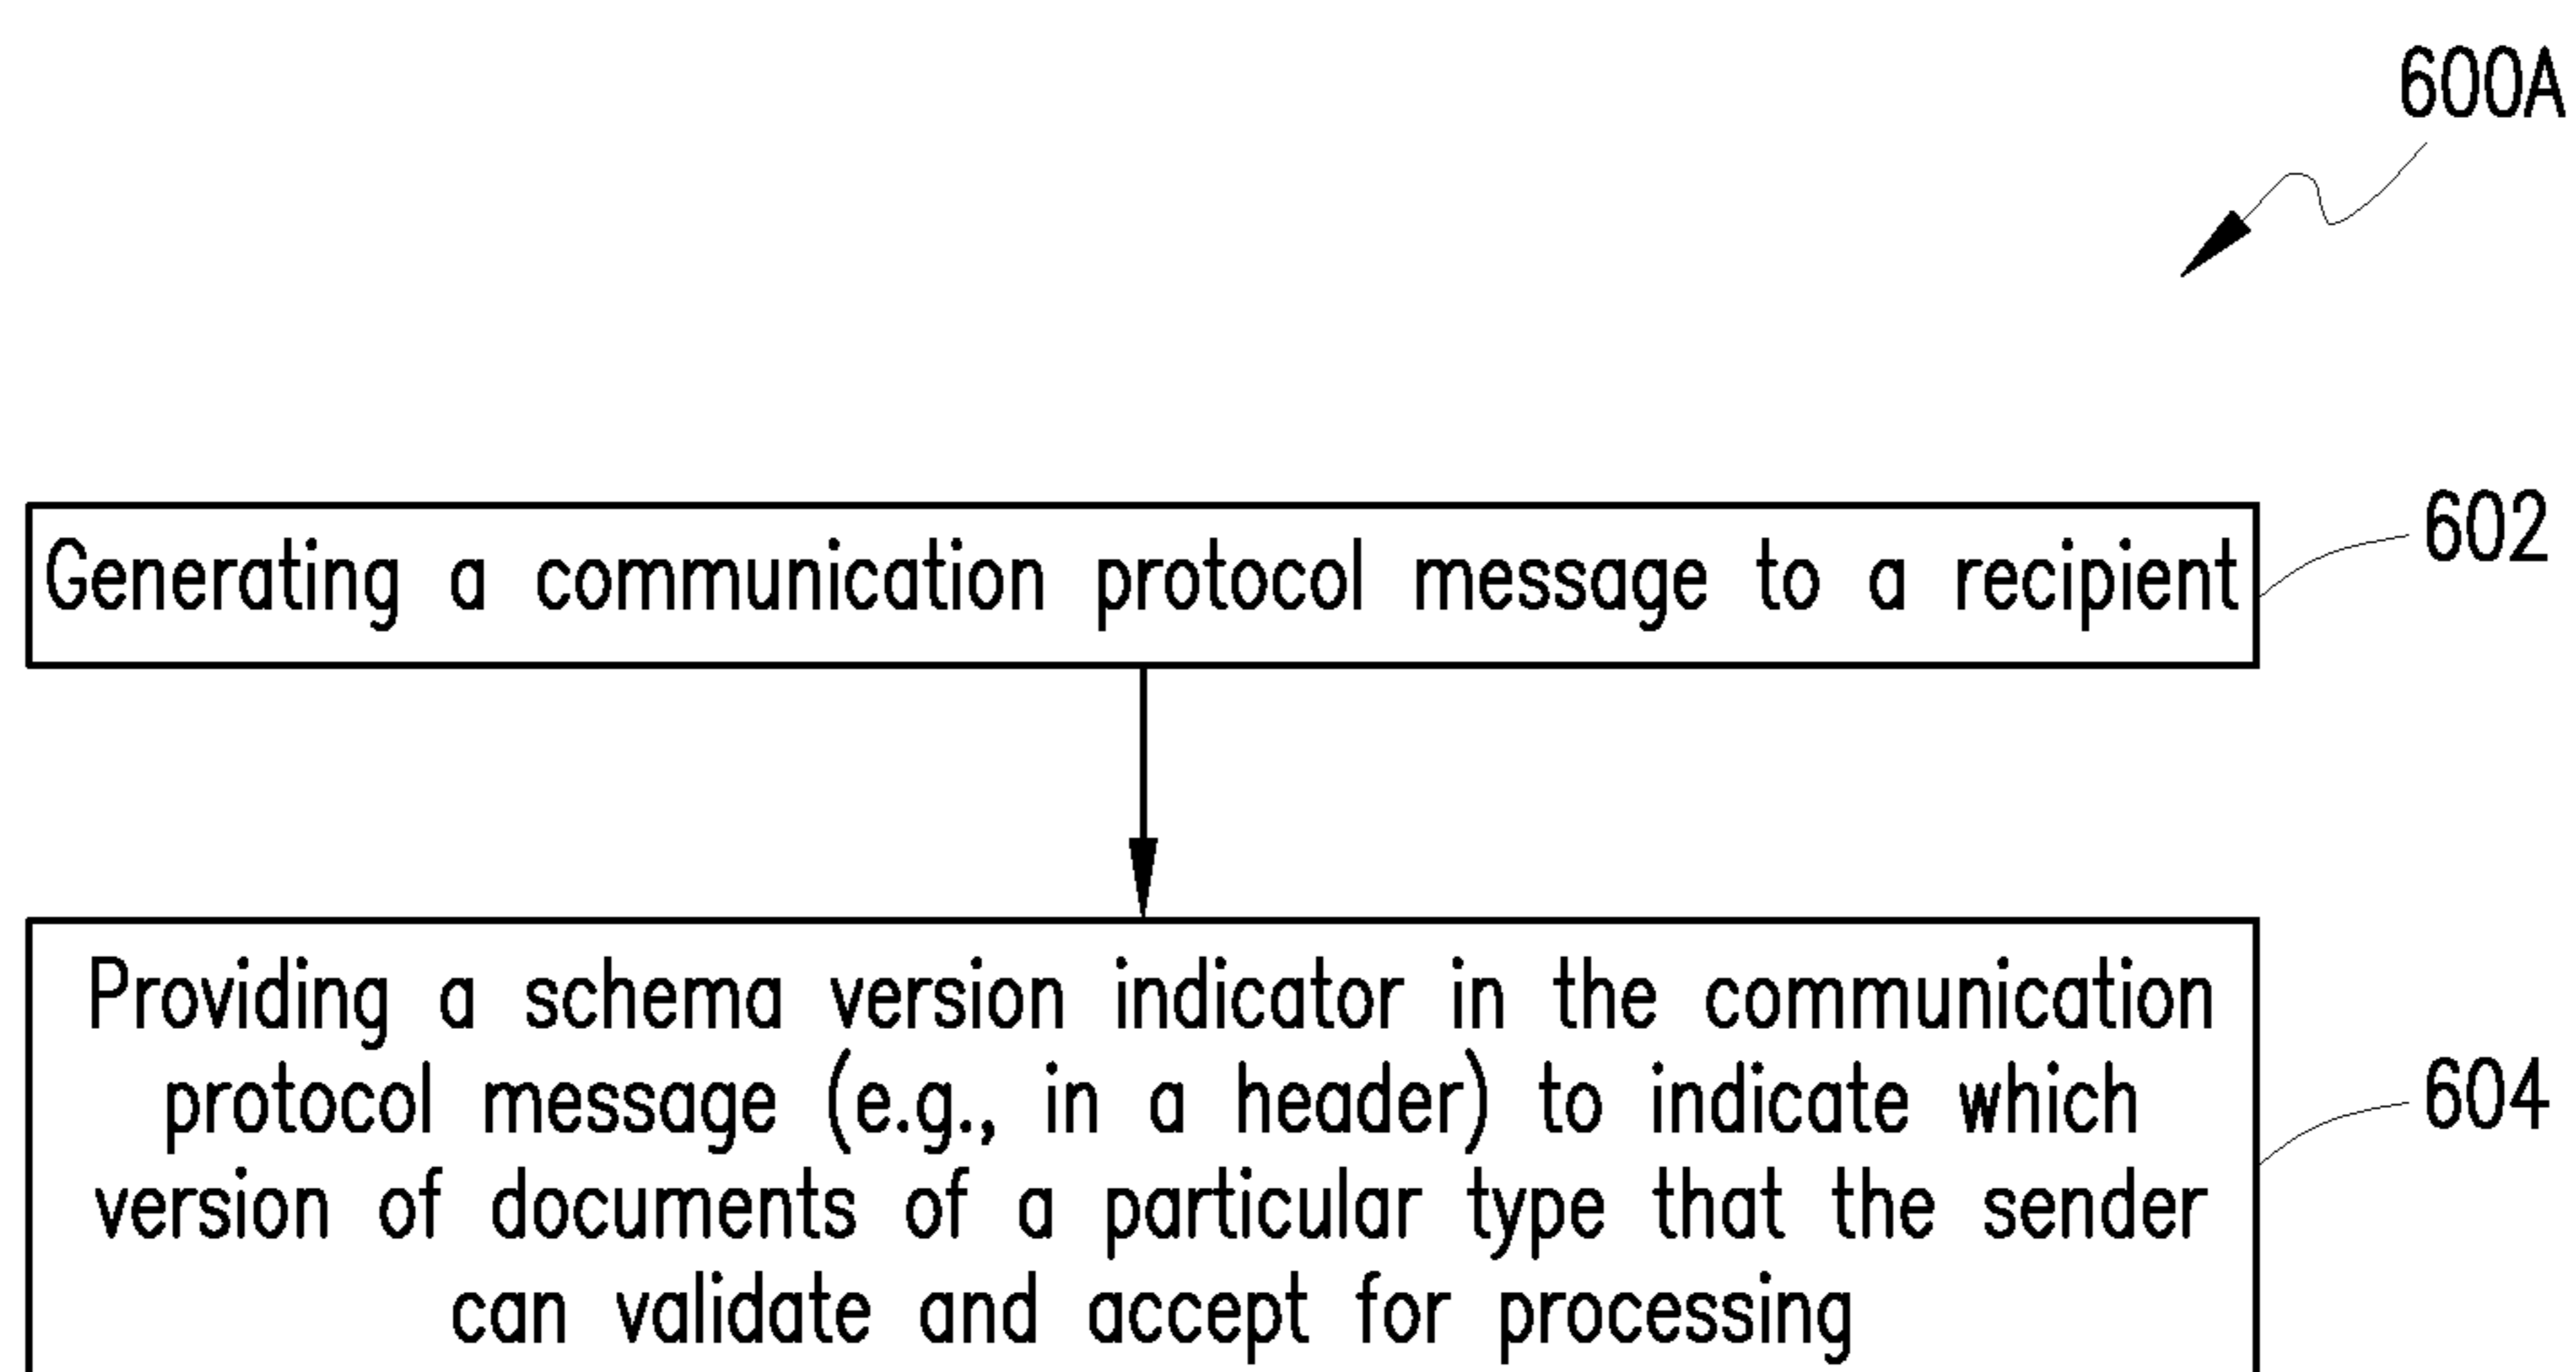 600A
Generating a communication protocol message to a recipient
602
Providing a schema version indicator in the communication
protocol message (e.g., in a header) to indicate which
version of documents of a particular type that the sender
can validate and accept for processing
604